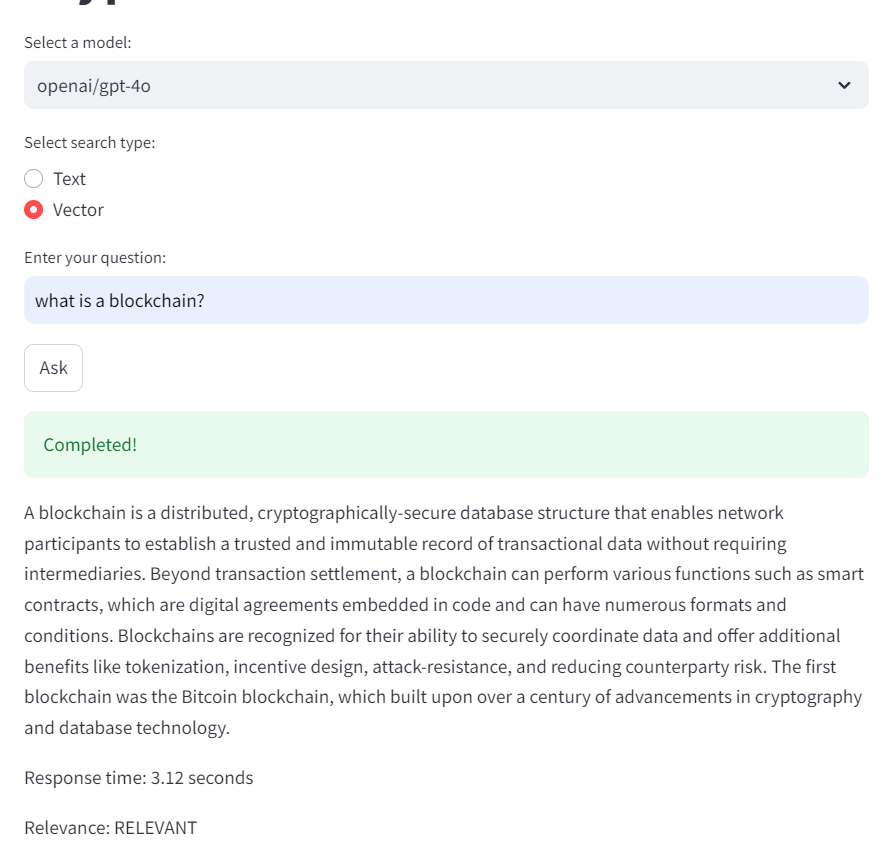 Select a model:
openai/gpt-4o
Select search type:
Text
Vector
Enter your question:
what is a blockchain?
Ask
Completed!
A blockchain is a distributed, cryptographically-secure database structure that enables network
participants to establish a trusted and immutable record of transactional data without requiring
intermediaries. Beyond transaction settlement, a blockchain can perform various functions such as smart
contracts, which are digital agreements embedded in code and can have numerous formats and
conditions. Blockchains are recognized for their ability to securely coordinate data and offer additional
benefits like tokenization, incentive design, attack-resistance, and reducing counterparty risk. The first
blockchain was the Bitcoin blockchain, which built upon over a century of advancements in cryptography
and database technology.
Response time: 3.12 seconds
Relevance: RELEVANT